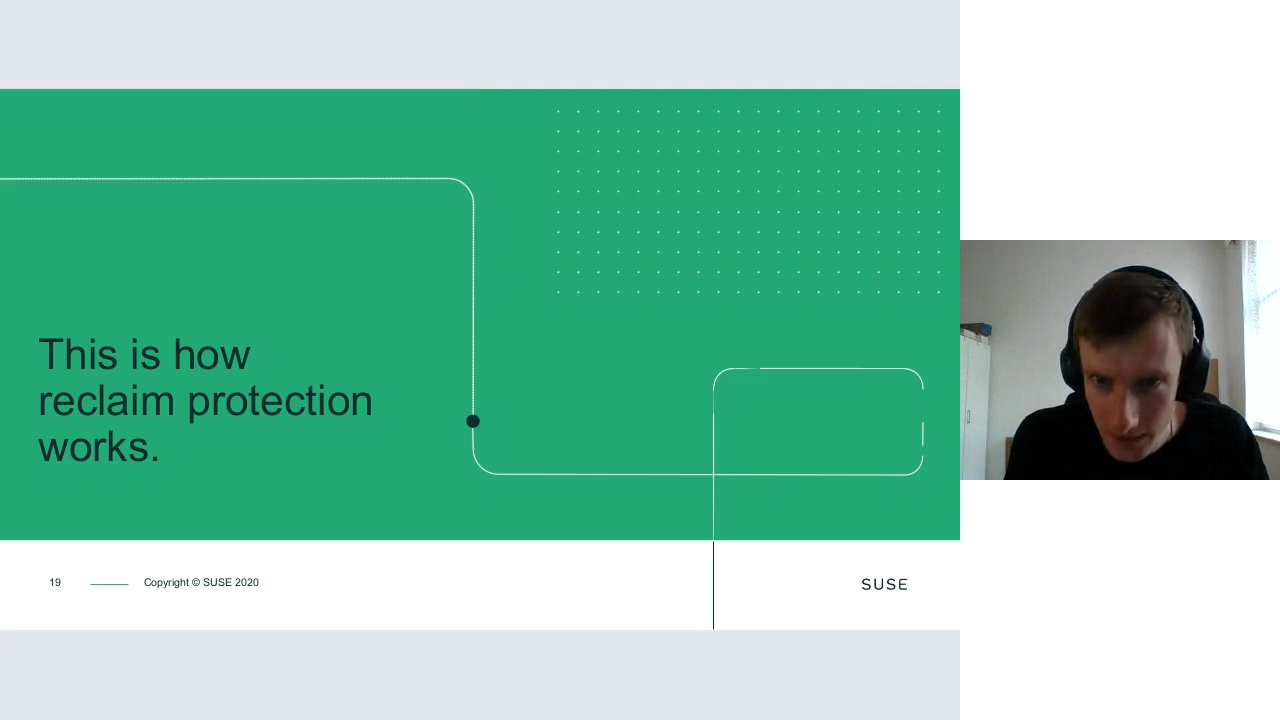 This is how
reclaim protection
works.
19
Copyright © SUSE 2020
SUSE